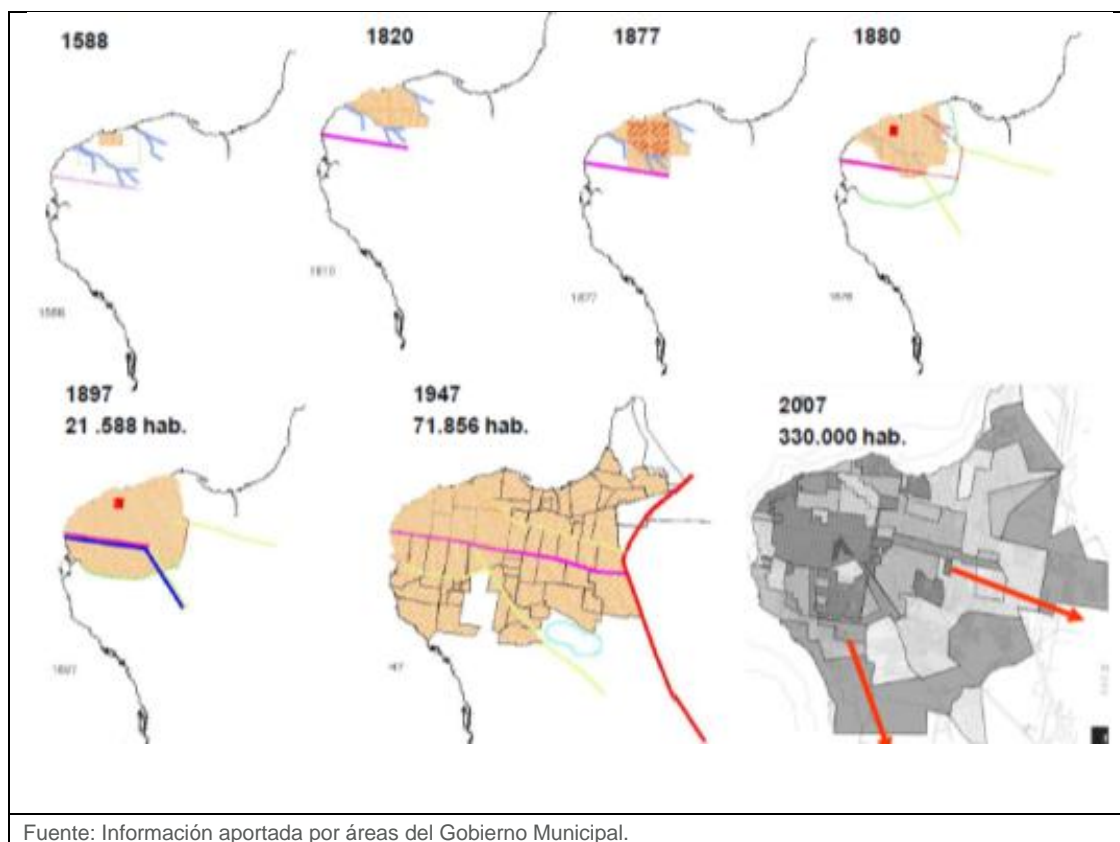 1588
1820
1877
1880
1897
21 .588 hab.
1947
71.856 hab.
2007
330.000 hab.
Fuente: Información aportada por áreas del Gobierno Municipal.